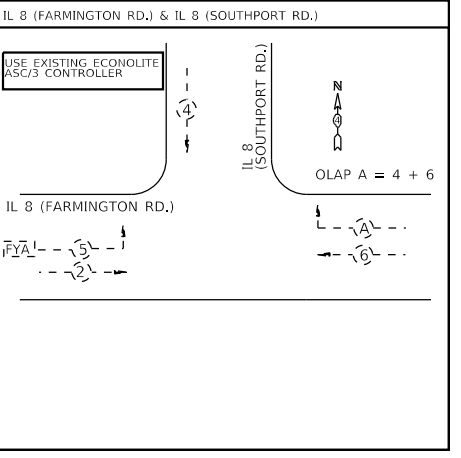 IL 8 (FARMINGTON RD.) & IL 8 (SOUTHPORT RD.)
USE EXISTING ECONOLITE
ASC/3 CONTROLLER
4
IL 8
(SOUTHPORT RD.)
N
4
OLAP A = 4 + 6
IL 8 (FARMINGTON RD.)
A
FYA
5
6
2